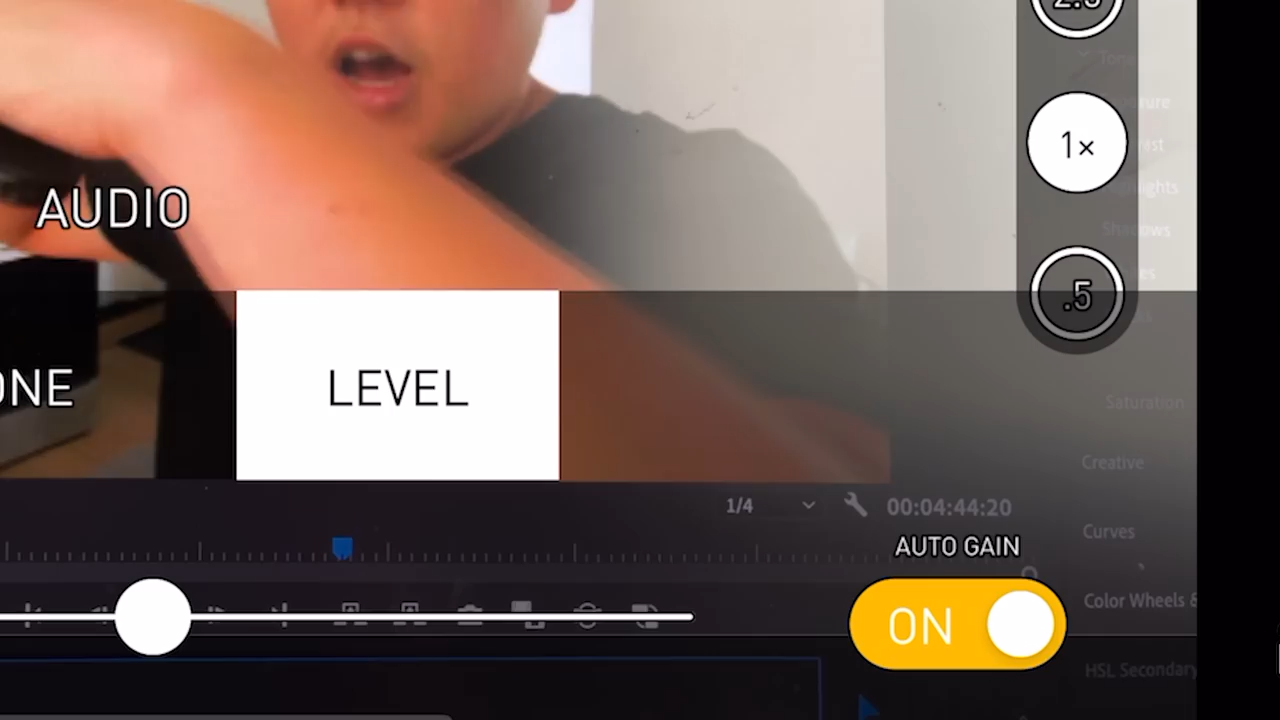 1×
AUDIO
.5
LEVEL
Saturation
Creative
1/4
00:04:44:20
Curves
AUTO GAIN
ON
Color Wheels &
HSL Secondary